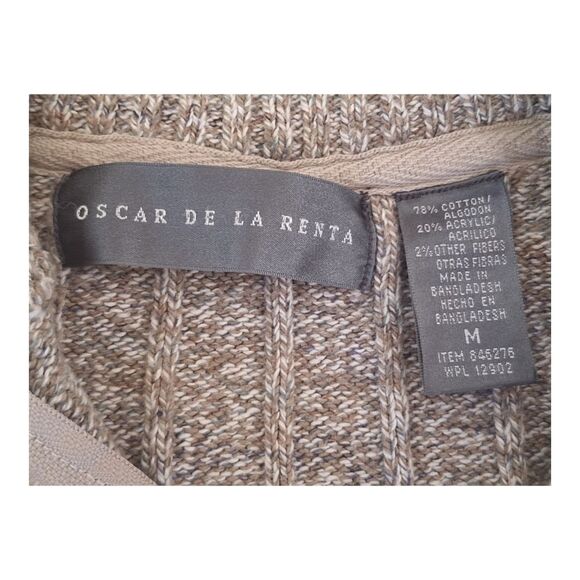 OSCAR DE LA RENTA
78% COTTON/
ALGODON
20% ACRYLIC/
ACRILICO
2% OTHER FIBERS
OTRAS FIBRAS
MADE IN
BANGLADESH
HECHO EN
BANGLADESH
M
ITEM 845276
WPL 12902